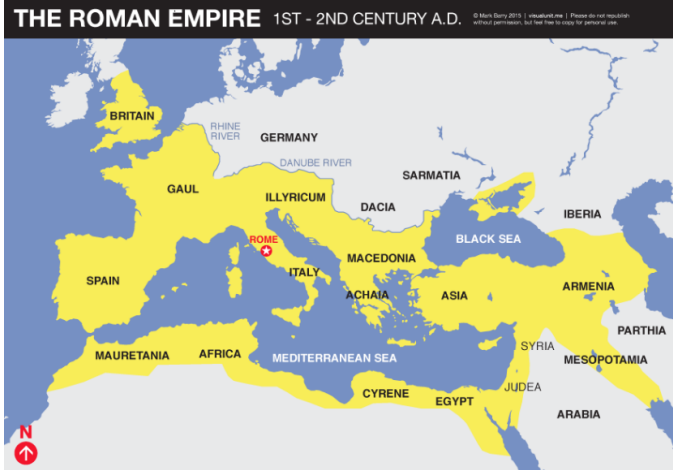 THE ROMAN EMPIRE 1ST - 2ND CENTURY A.D.
© Mark Barry 2015 | visualunit.me | Please do not republish
without permission, but feel free to copy for personal use.
BRITAIN
RHINE
RIVER
GERMANY
DANUBE RIVER
SARMATIA
GAUL
ILLYRICUM
DACIA
IBERIA
ROME
BLACK SEA
MACEDONIA
ITALY
SPAIN
ARMENIA
ACHAIA
ASIA
PARTHIA
SYRIA
MAURETANIA
AFRICA
MEDITERRANEAN SEA
MESOPOTAMIA
JUDEA
CYRENE
EGYPT
ARABIA
N